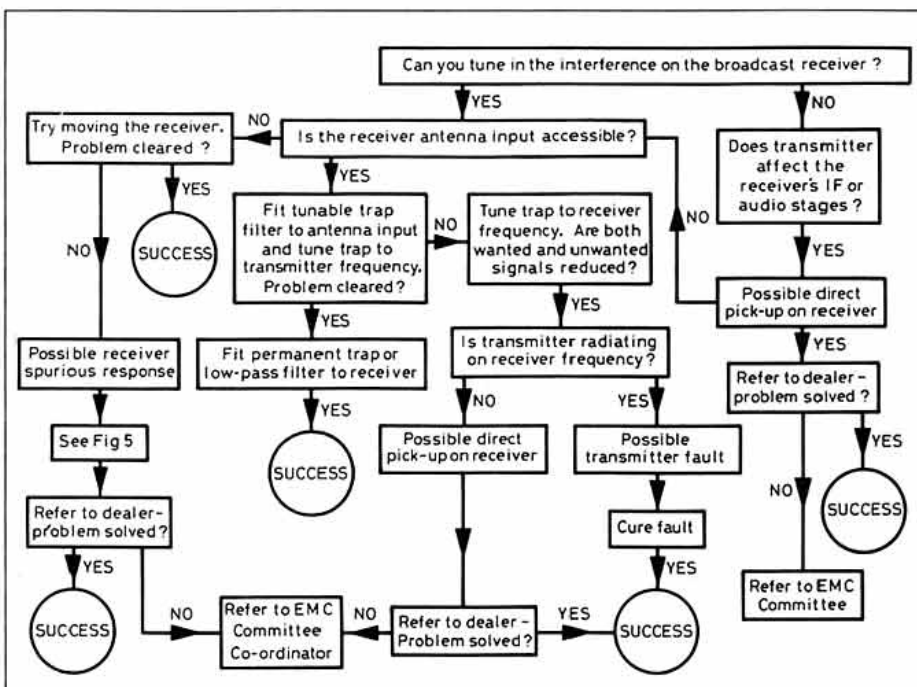 Can you tune in the interference on the broadcast receiver ?
YES
NO
Try moving the receiver.
Problem cleared ?
NO
Is the receiver antenna input accessible?
Does transmitter
affect the
receiver's IF or
audio stages ?
YES
SUCCESS
NO
YES
Fit tunable trap
filter to antenna input
and tune trap to
transmitter frequency.
Problem cleared?
NO
Tune trap to receiver
frequency. Are both
wanted and unwanted
signals reduced?
NO
YES
Possible direct
pick-up on receiver
YES
YES
YES
Possible receiver
spurious response
Fit permanent trap or
low-pass filter to receiver
Is transmitter radiating
on receiver frequency?
Refer to dealer-
problem solved ?
See Fig 5
YES
SUCCESS
NO
YES
Possible direct
pick-up on receiver
Possible
transmitter fault
NO
YES
SUCCESS
Refer to dealer-
problem solved?
Cure fault
YES
SUCCESS
NO
Refer to EMC
Committee
Co-ordinator
NO
Refer to dealer-
Problem solved?
YES
YES
SUCCESS
Refer to EMC
Committee